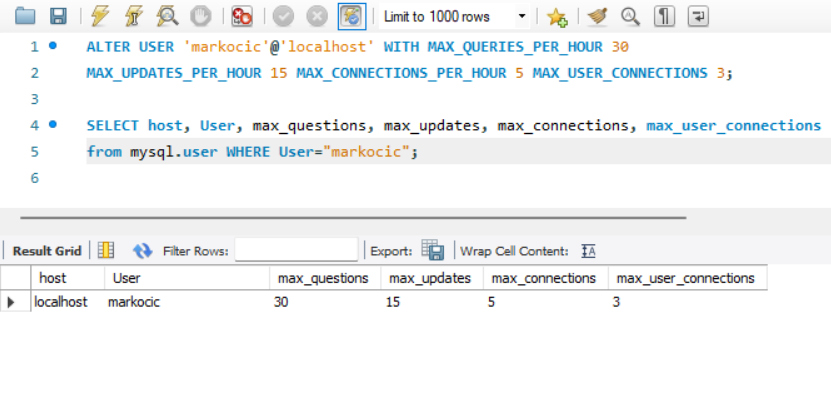 Limit to 1000 rows
1 ALTER USER 'markocic'@'localhost' WITH MAX_QUERIES_PER_HOUR 30
2 MAX_UPDATES_PER_HOUR 15 MAX_CONNECTIONS_PER_HOUR 5 MAX_USER_CONNECTIONS 3;
3
4 SELECT host, User, max_questions, max_updates, max_connections, max_user_connections
5 from mysql.user WHERE User="markocic";
6
Result Grid Filter Rows: Export: Wrap Cell Content:
host User max_questions max_updates max_connections max_user_connections
localhost markocic 30 15 5 3